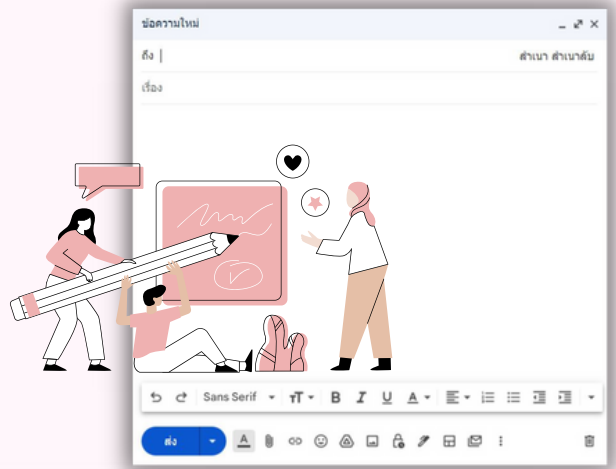 ข้อความใหม่
ถึง สำเนา สำเนาลับ
เรื่อง
Sans Serif
ส่ง